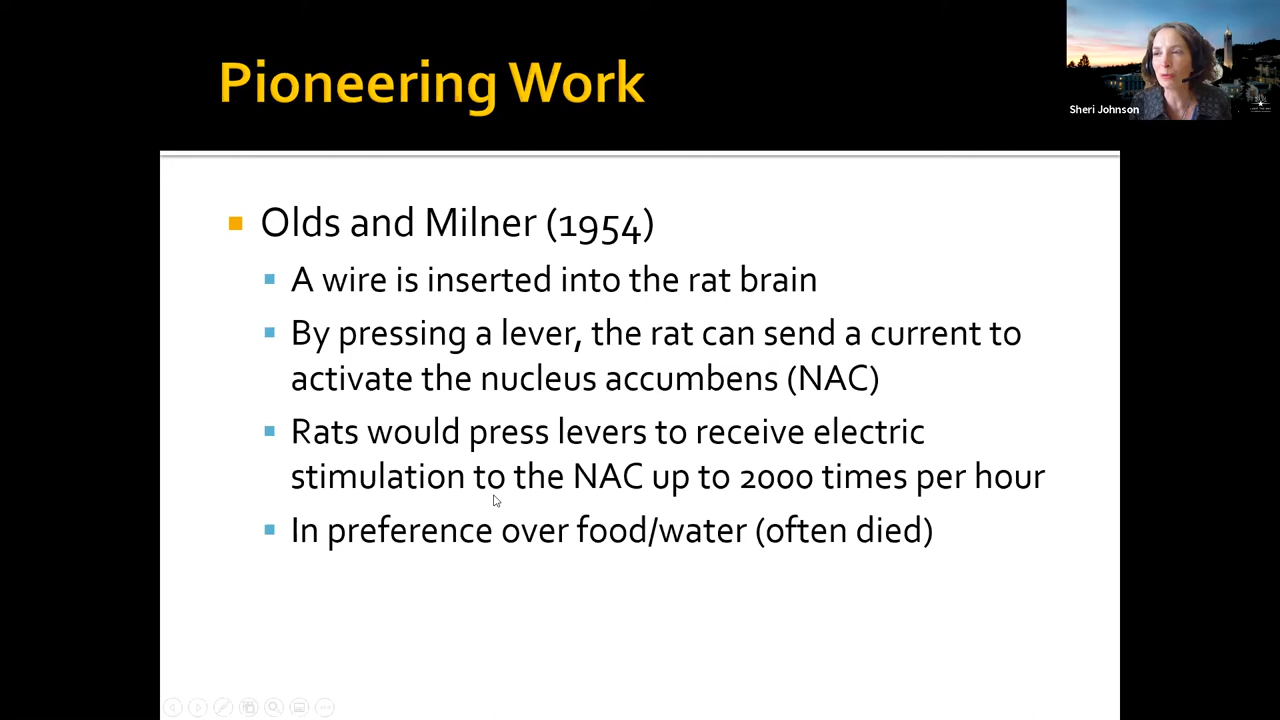 Pioneering Work
Sheri Johnson
Olds and Milner (1954)
A wire is inserted into the rat brain
By pressing a lever, the rat can send a current to
activate the nucleus accumbens (NAC)
Rats would press levers to receive electric
stimulation to the NAC up to 2000 times per hour
In preference over food/water (often died)